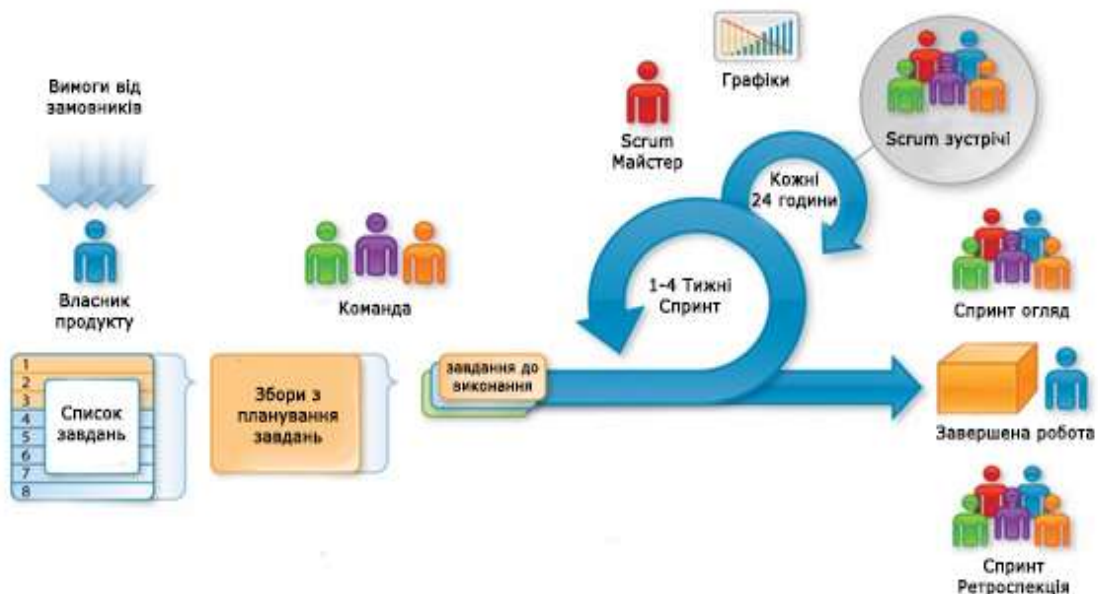 Вимоги від
замовників
Власник
продукту
1
2
3
4
5
6
7
8
Список
завдань
Команда
Збори з
планування
завдань
завдання до
виконання
Scrum
Майстер
Графіки
Scrum зустрічі
Кожні
24 години
1-4 Тижні
Спринт
Спринт огляд
Завершена робота
Спринт
Ретроспекція